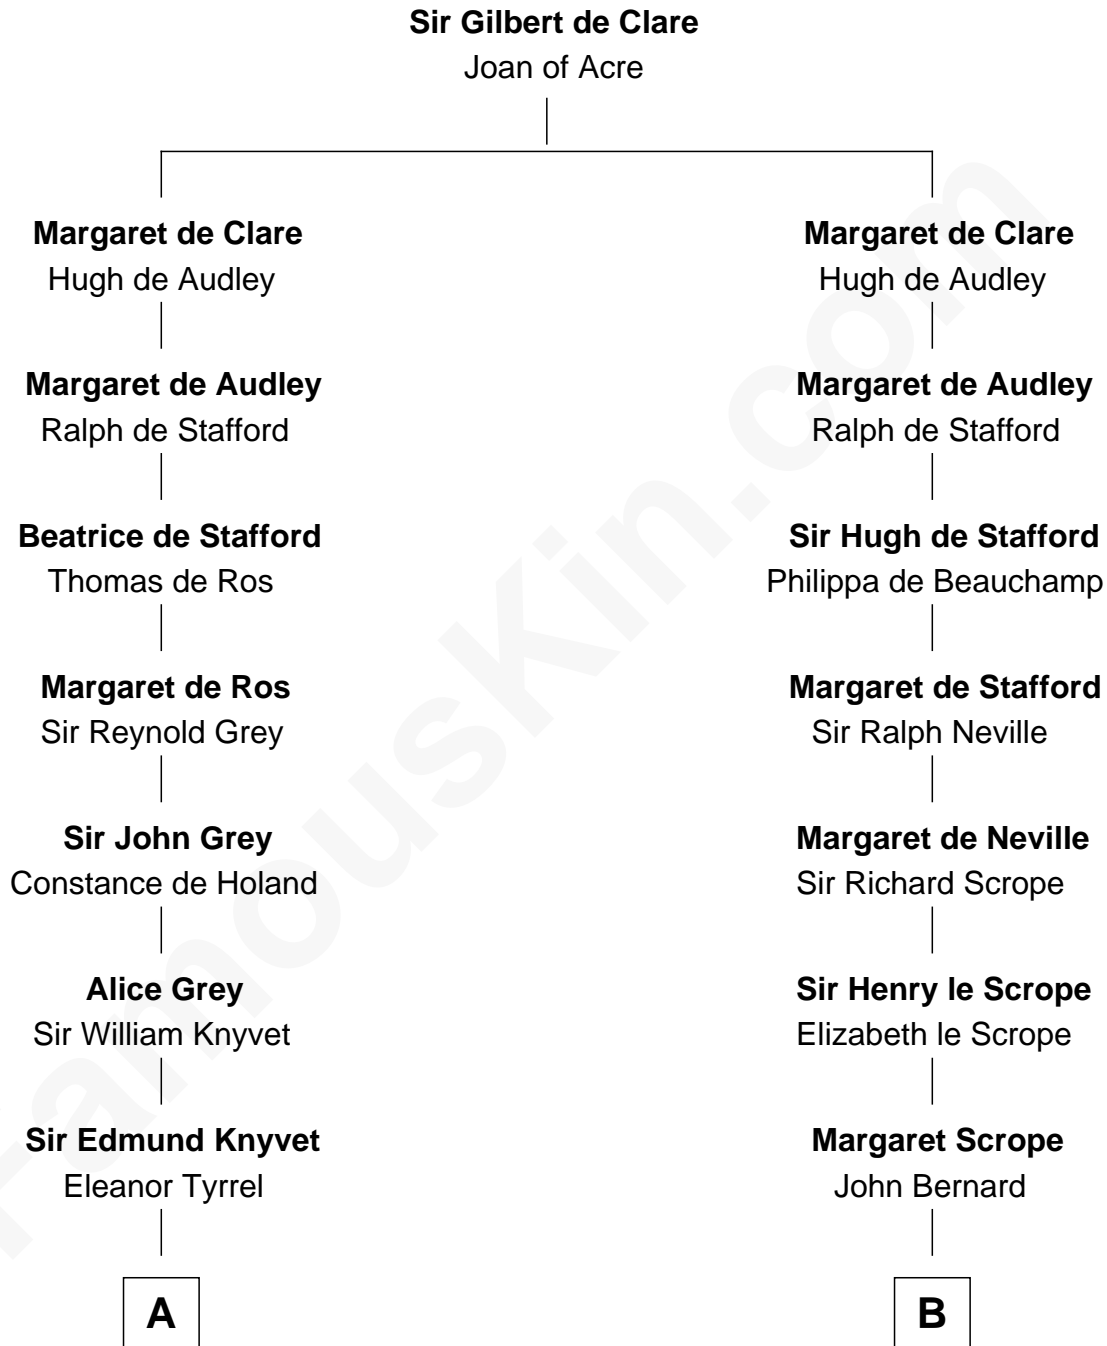 Sir Gilbert de Clare
Joan of Acre
Margaret de Clare
Hugh de Audley
Margaret de Clare
Hugh de Audley
Margaret de Audley
Ralph de Stafford
Margaret de Audley
Ralph de Stafford
Beatrice de Stafford
Thomas de Ros
Sir Hugh de Stafford
Philippa de Beauchamp
Margaret de Ros
Sir Reynold Grey
Margaret de Stafford
Sir Ralph Neville
Sir John Grey
Constance de Holand
Margaret de Neville
Sir Richard Scrope
Alice Grey
Sir William Knyvet
Sir Henry le Scrope
Elizabeth le Scrope
Sir Edmund Knyvet
Eleanor Tyrrel
Margaret Scrope
John Bernard
A
B
FamousKin.com